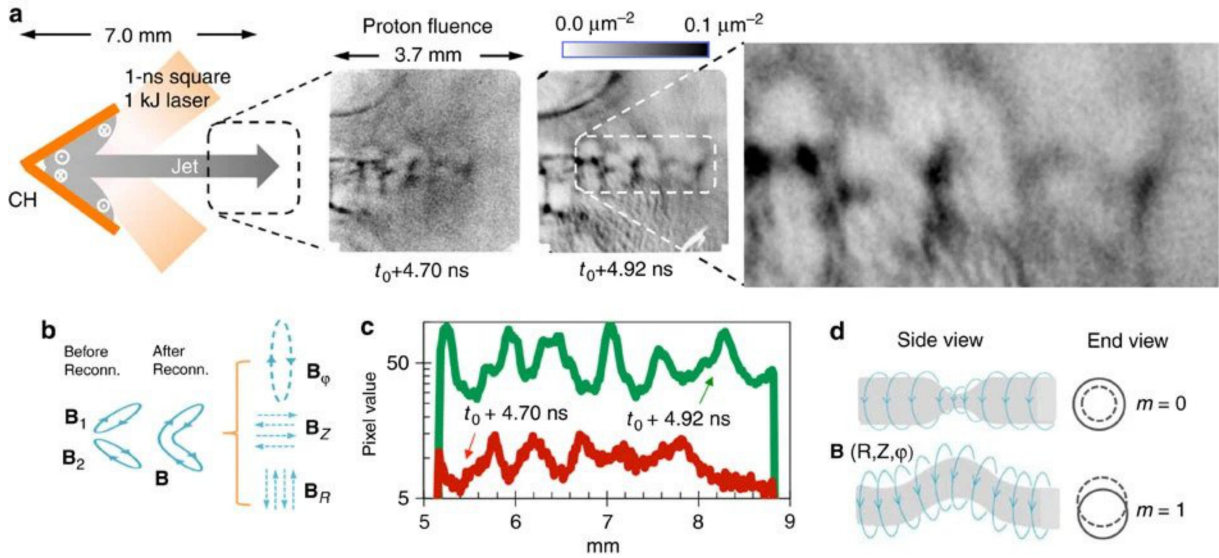 a
7.0 mm
1-ns square
1 kJ laser
Jet
CH
Proton fluence
3.7 mm
0.0 μm⁻²
0.1 μm⁻²
t₀+4.70 ns
t₀+4.92 ns
b
Before
Reconn.
After
Reconn.
B₁
B₂
B
Bφ
B_Z
B_R
c
Pixel value
50
5
t₀ + 4.70 ns
t₀ + 4.92 ns
5 6 7 8 9
mm
d
Side view
End view
m = 0
B (R,Z,φ)
m = 1